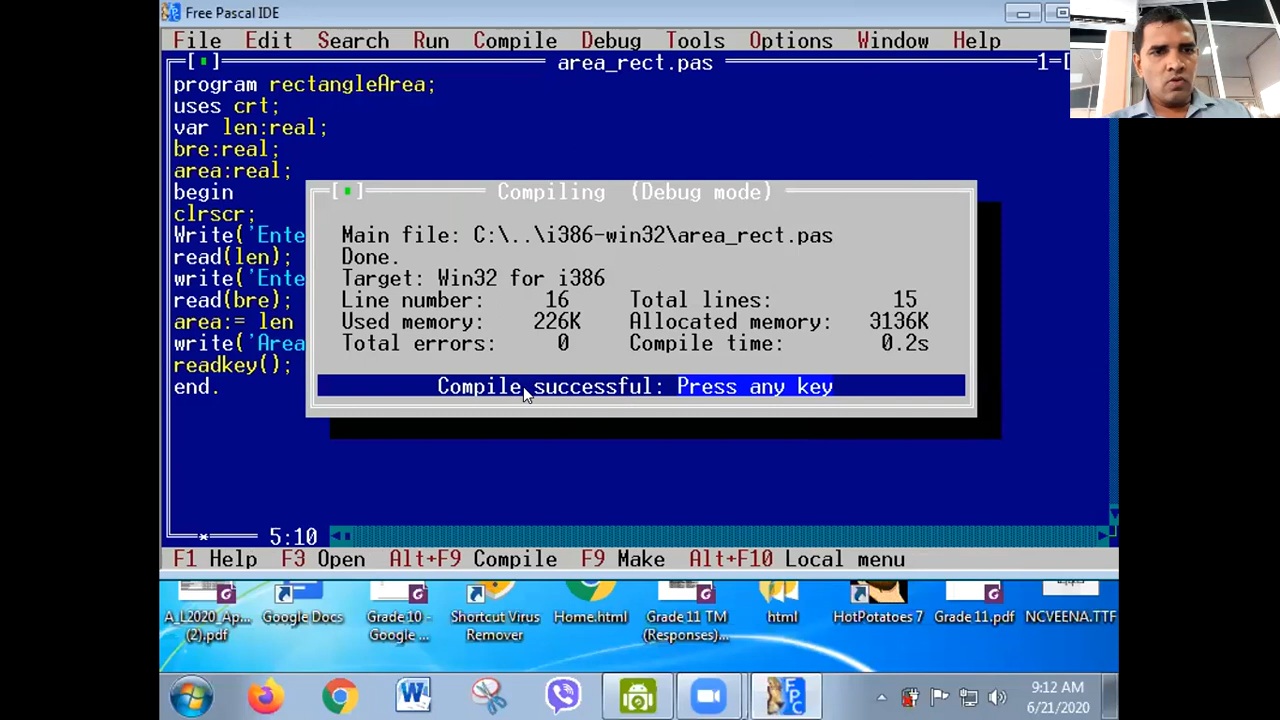 Free Pascal IDE
File Edit Search Run Compile Debug Tools Options Window Help
area_rect.pas 1
program rectangleArea;
uses crt;
var len:real;
bre:real;
area:real;
begin
clrscr;
Write('Ente
read(len);
write('Ente
read(bre);
area:= len
write('Area
readkey();
end.
Compiling (Debug mode)
Main file: C:\..\i386-win32\area_rect.pas
Done.
Target: Win32 for i386
Line number: 16 Total lines: 15
Used memory: 226K Allocated memory: 3136K
Total errors: 0 Compile time: 0.2s
Compile successful: Press any key
* 5:10
F1 Help F3 Open Alt+F9 Compile F9 Make Alt+F10 Local menu
A_L2020_Ap... (2).pdf
Google Docs
Grade 10 - Google ...
Shortcut Virus Remover
Home.html
Grade 11 TM (Responses)...
html
HotPotatoes 7
Grade 11.pdf
NCVEENA.TTF
9:12 AM
6/21/2020